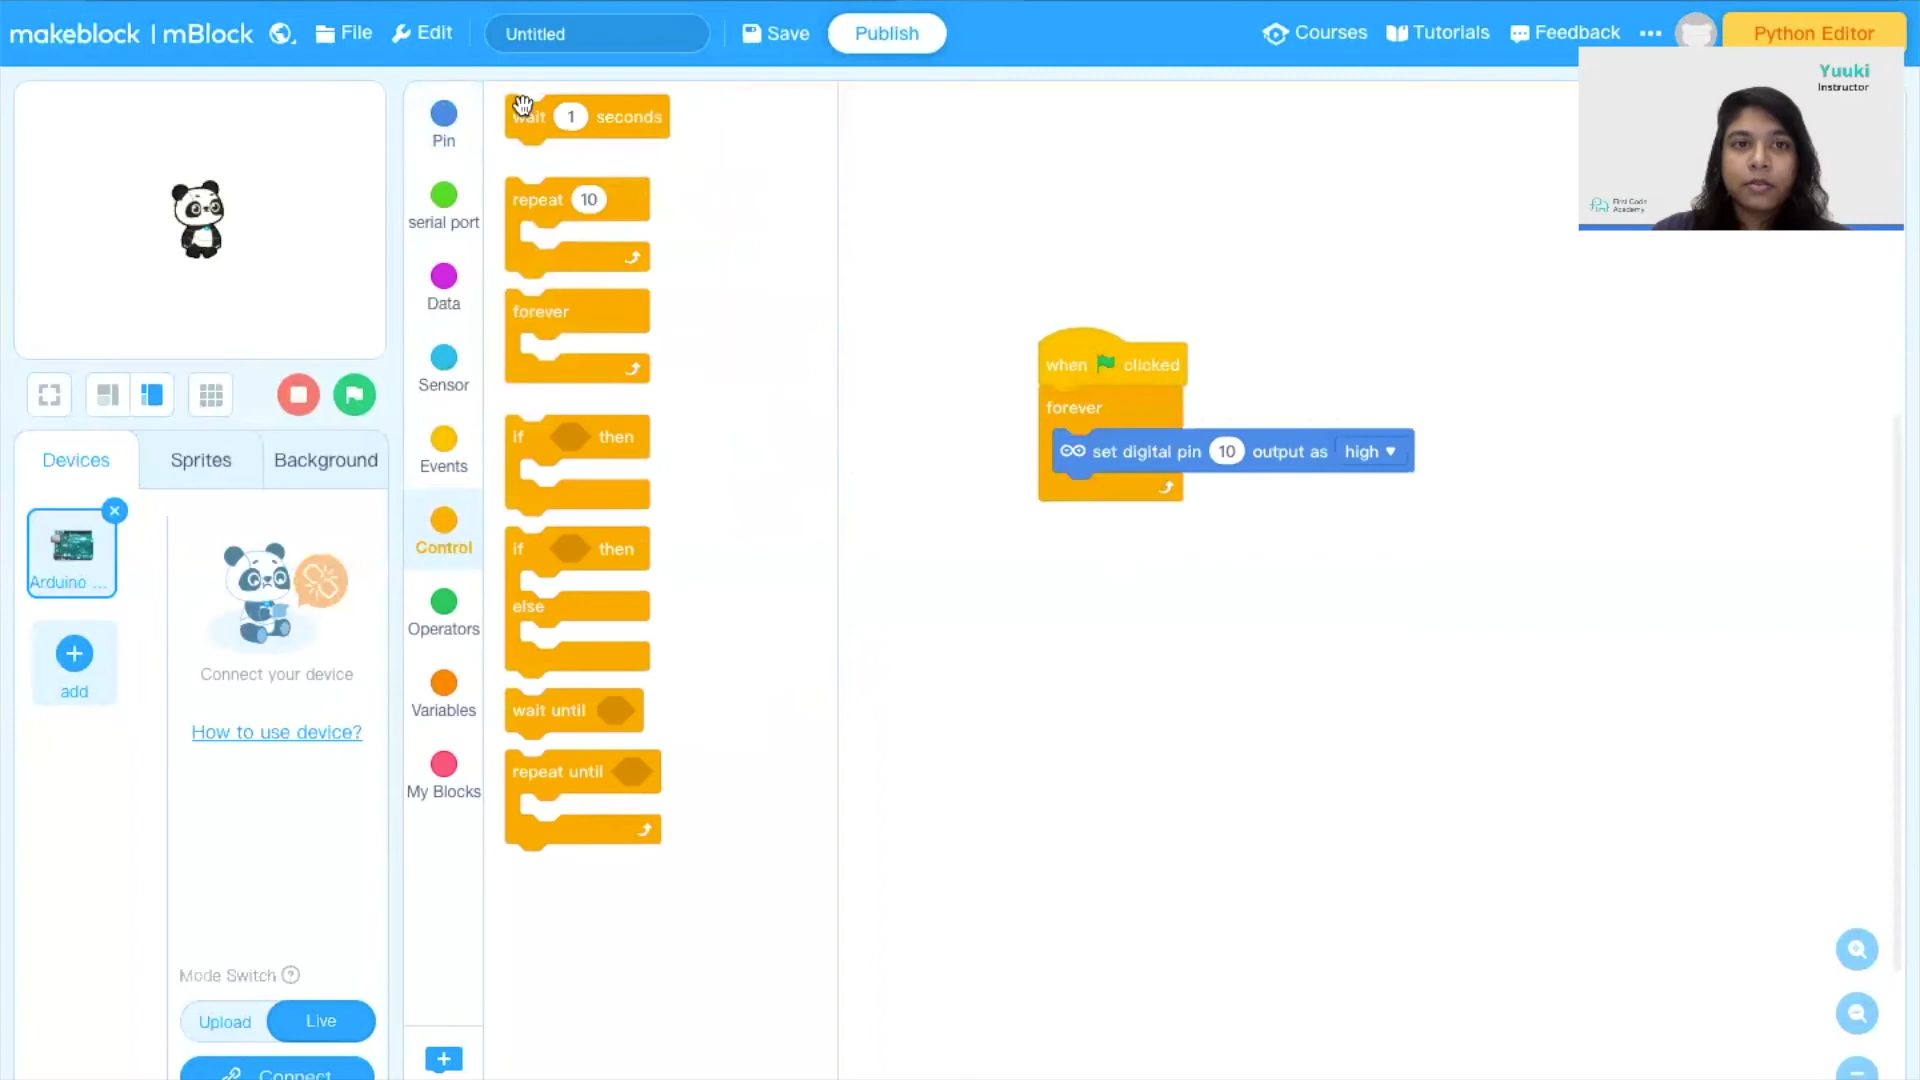 makeblock | mBlock
File
Edit
Untitled
Save
Publish
Courses
Tutorials
Feedback
Python Editor
Yuuki
Instructor
First Code
Academy
Devices
Sprites
Background
Arduino ...
add
Connect your device
How to use device?
Mode Switch
Upload
Live
Connect
Pin
serial port
Data
Sensor
Events
Control
Operators
Variables
My Blocks
wait 1 seconds
repeat 10
forever
if then
if then
else
wait until
repeat until
when clicked
forever
set digital pin 10 output as high